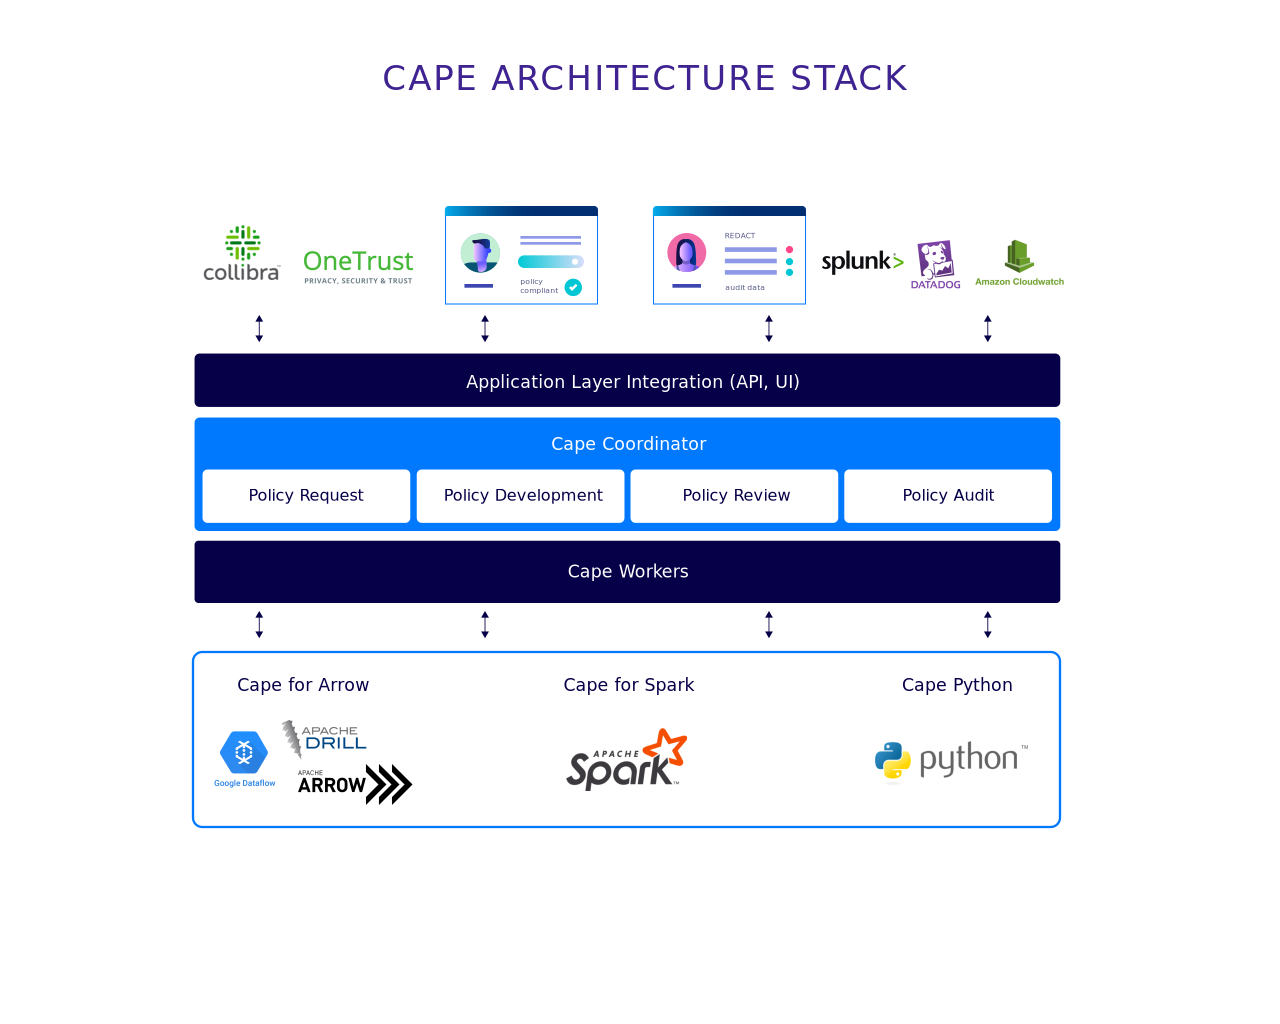 CAPE ARCHITECTURE STACK
collibra
OneTrust
PRIVACY, SECURITY & TRUST
policy
compliant
REDACT
audit data
splunk>
DATADOG
Amazon Cloudwatch
Application Layer Integration (API, UI)
Cape Coordinator
Policy Request
Policy Development
Policy Review
Policy Audit
Cape Workers
Cape for Arrow
Cape for Spark
Cape Python
Google Dataflow
APACHE
DRILL
APACHE
ARROW
APACHE
Spark™
python™